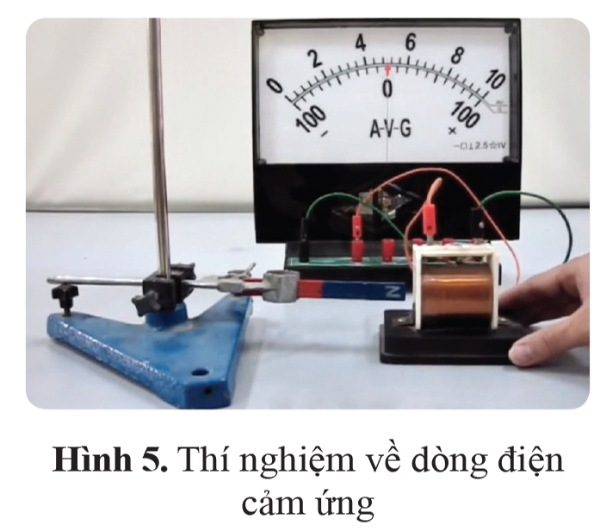 0 2 4 6 8 10
100 0 100
− A-V-G ×
N
Hình 5. Thí nghiệm về dòng điện
cảm ứng